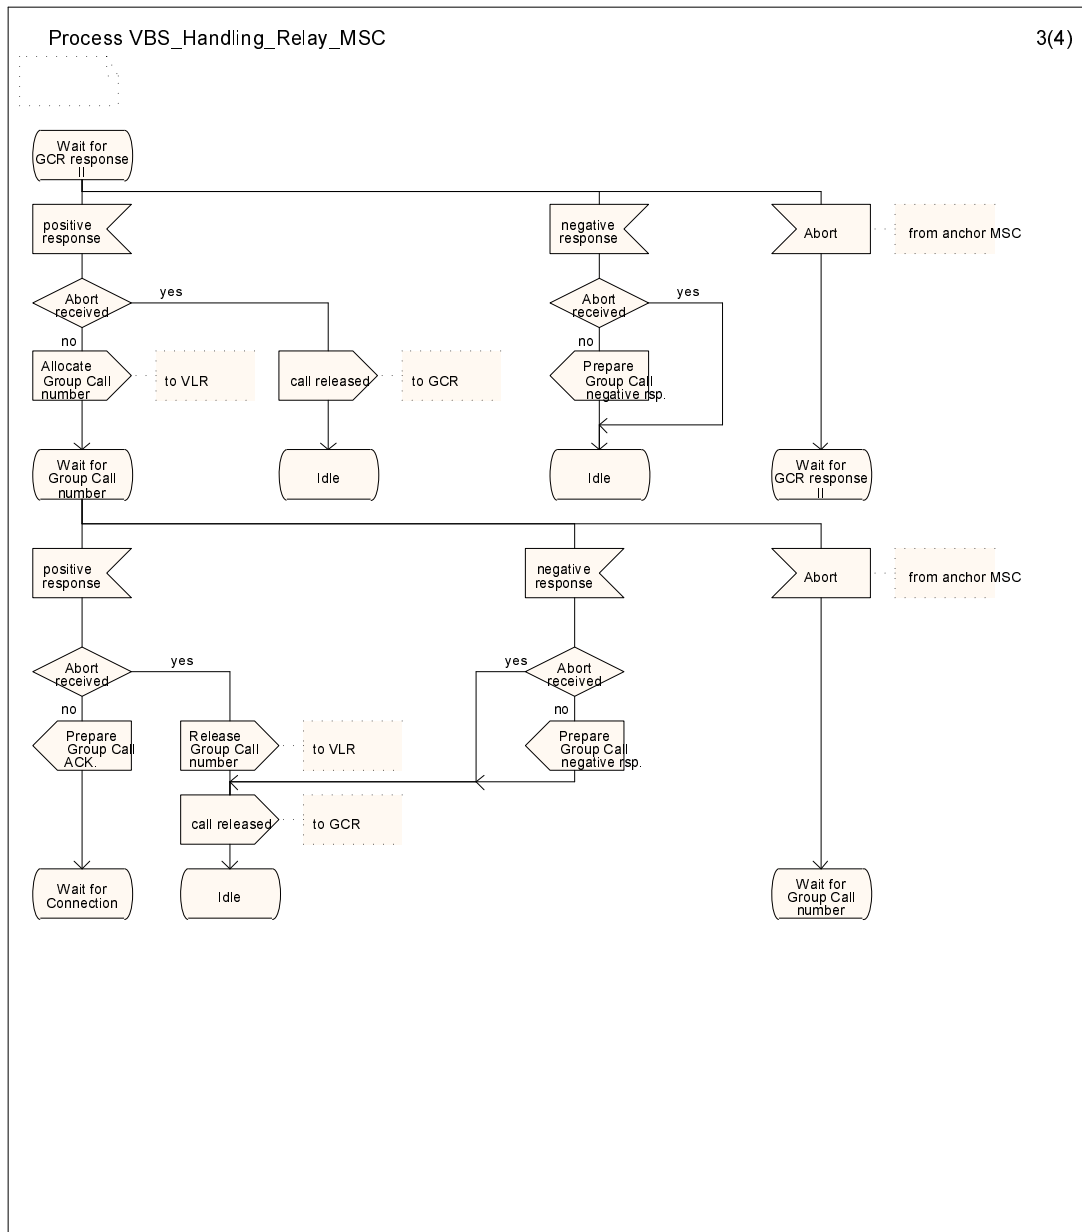 Process VBS_Handling_Relay_MSC
3(4)
Wait for
GCR response
II
positive
response
negative
response
Abort
from anchor MSC
Abort
received
yes
no
Abort
received
yes
no
Allocate
Group Call
number
to VLR
call released
to GCR
Prepare
Group Call
negative rsp.
Wait for
Group Call
number
Idle
Idle
Wait for
GCR response
II
positive
response
negative
response
Abort
from anchor MSC
Abort
received
yes
no
yes
Abort
received
no
Prepare
Group Call
ACK.
Release
Group Call
number
to VLR
Prepare
Group Call
negative rsp.
call released
to GCR
Wait for
Connection
Idle
Wait for
Group Call
number